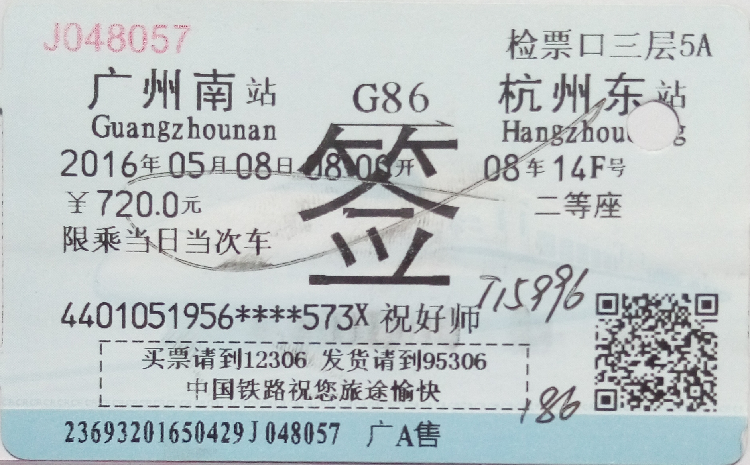 J048057
检票口三层5A
广州南站 G86 杭州东站
Guangzhounan
2016年05月08日08:00开 08车14F号
¥720.0元 二等座
签
限乘当日当次车
4401051956****573X 祝好师
T15996
买票请到12306 发货请到95306
中国铁路祝您旅途愉快
186
23693201650429J048057 广A售